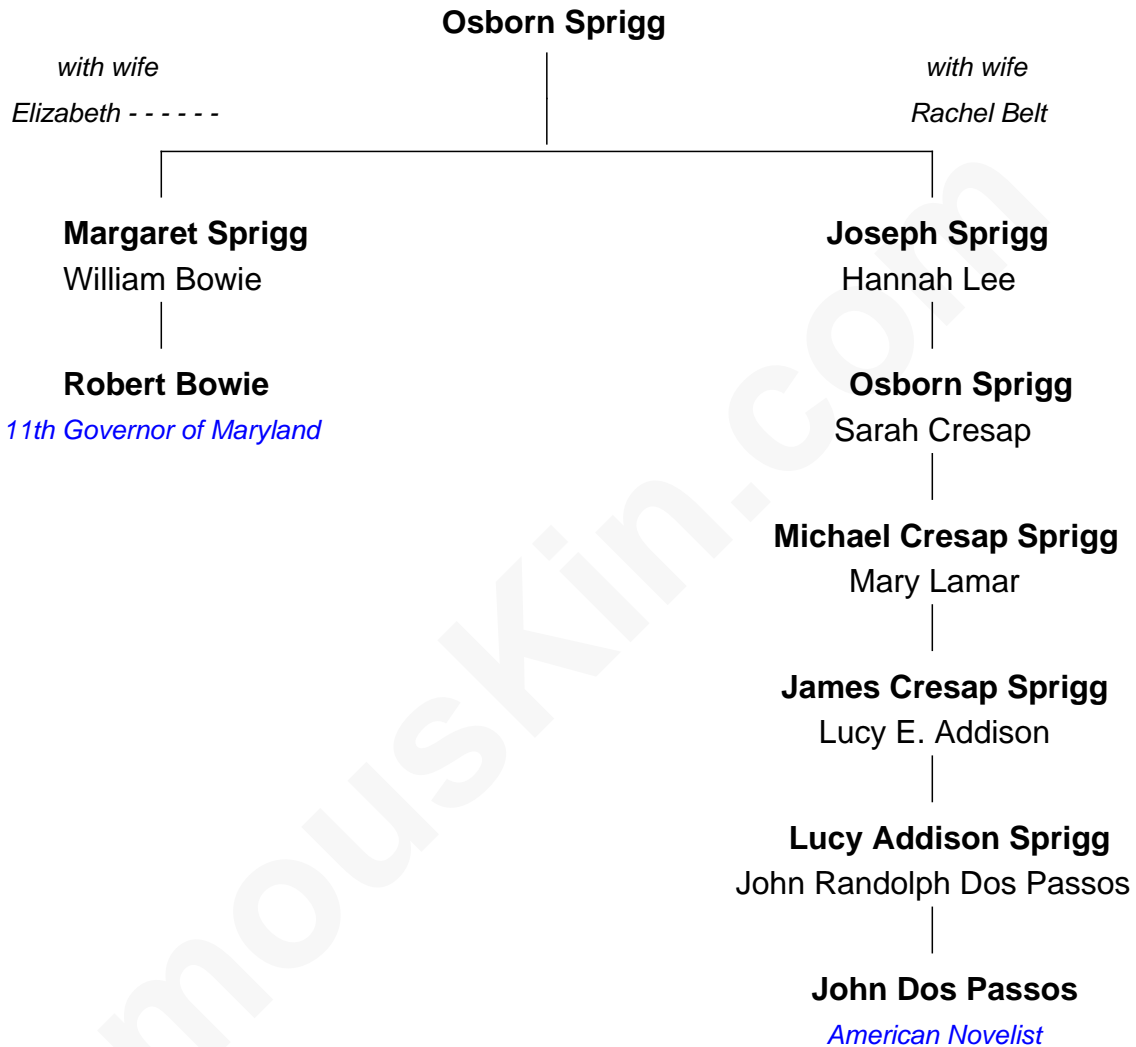 Osborn Sprigg
with wife
Elizabeth - - - - - -
with wife
Rachel Belt
Margaret Sprigg
William Bowie
Joseph Sprigg
Hannah Lee
Robert Bowie
11th Governor of Maryland
Osborn Sprigg
Sarah Cresap
Michael Cresap Sprigg
Mary Lamar
James Cresap Sprigg
Lucy E. Addison
Lucy Addison Sprigg
John Randolph Dos Passos
John Dos Passos
American Novelist
mouskin.com